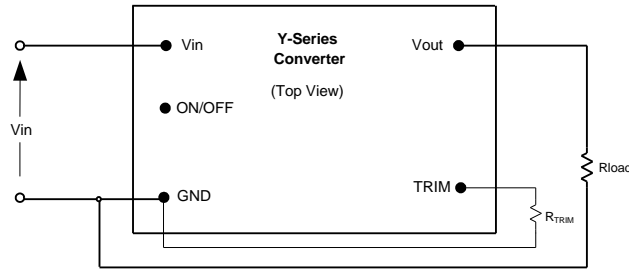 Y-Series
Converter
(Top View)
Vin
Vout
ON/OFF
Vin
GND
TRIM
Rload
RTRIM